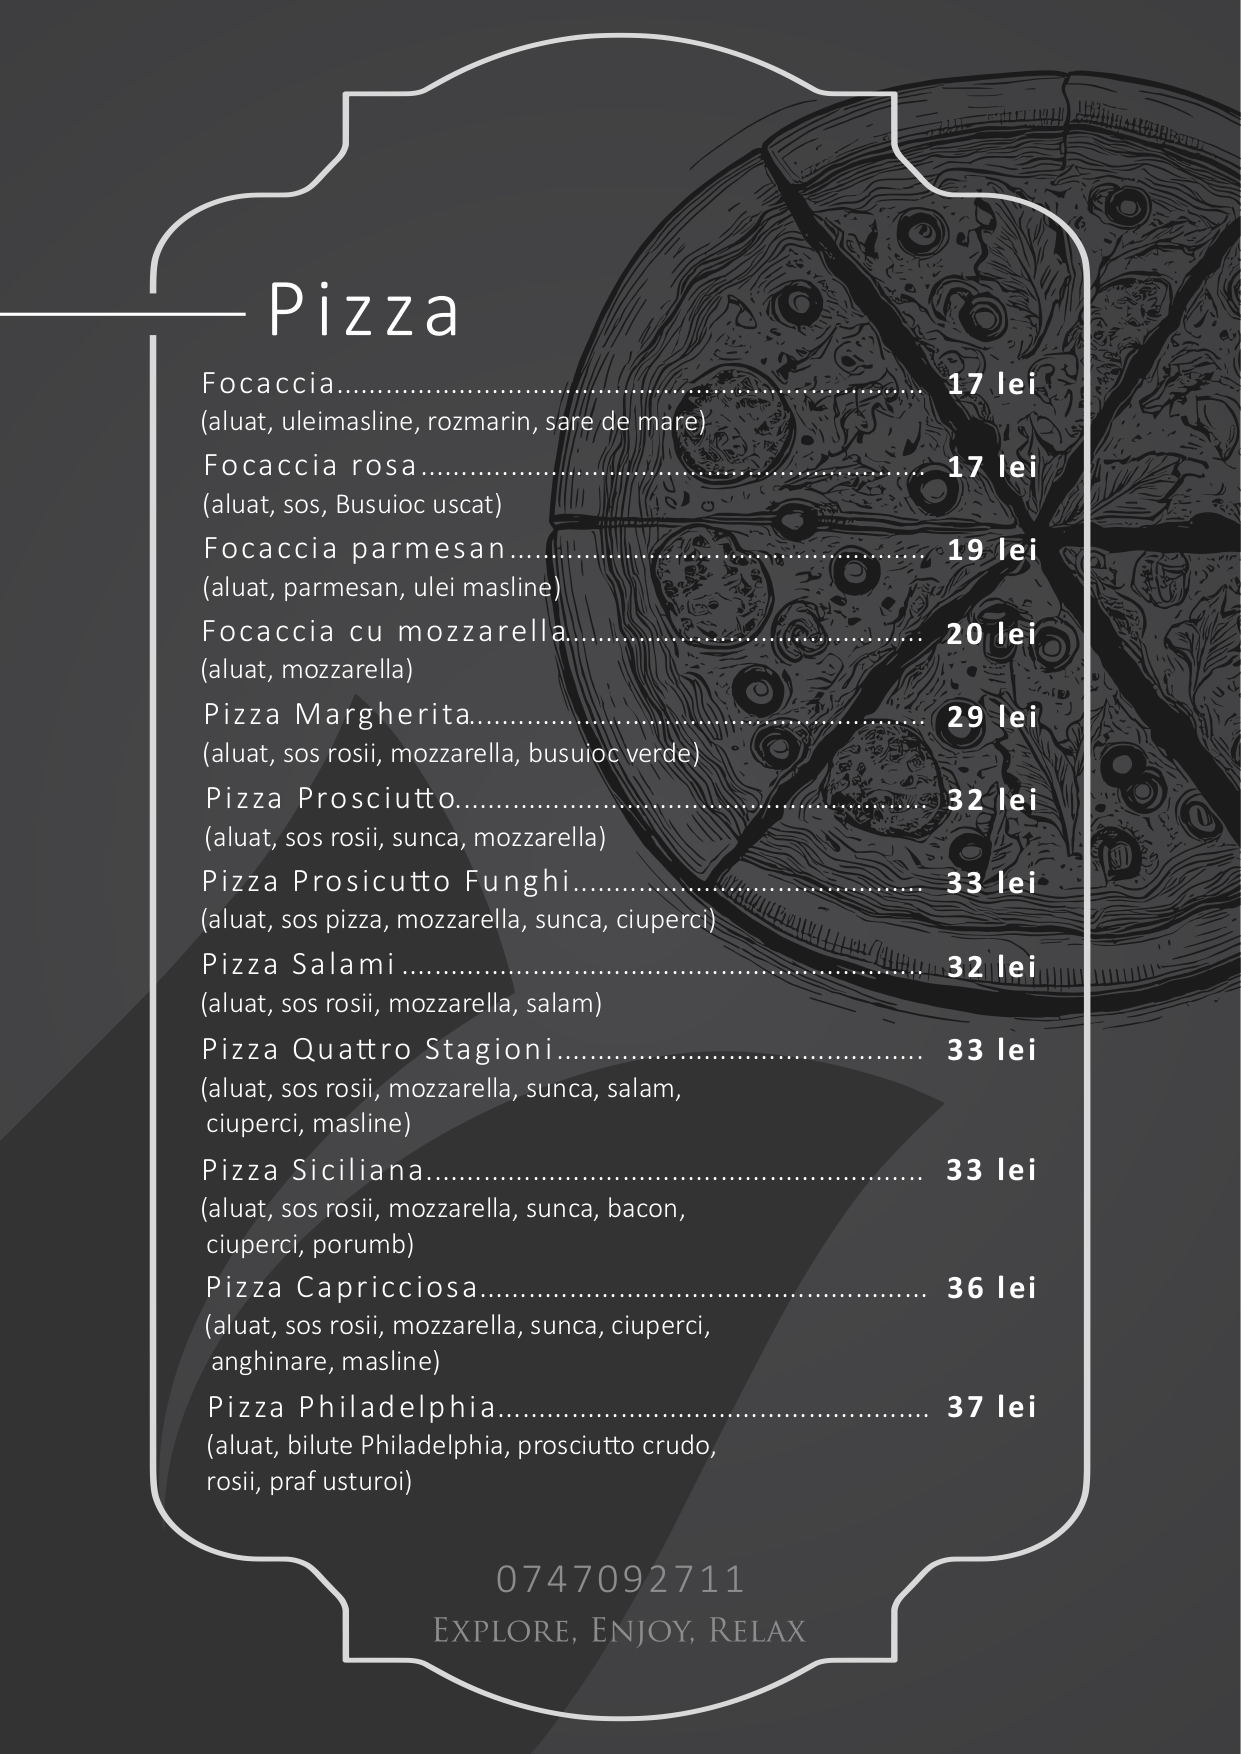 Pizza
Focaccia.......................................................................... 17 lei
(aluat, uleimasline, rozmarin, sare de mare)
Focaccia rosa............................................................... 17 lei
(aluat, sos, Busuioc uscat)
Focaccia parmesan.................................................... 19 lei
(aluat, parmesan, ulei masline)
Focaccia cu mozzarella............................................. 20 lei
(aluat, mozzarella)
Pizza Margherita......................................................... 29 lei
(aluat, sos rosii, mozzarella, busuioc verde)
Pizza Prosciutto........................................................... 32 lei
(aluat, sos rosii, sunca, mozzarella)
Pizza Prosicutto Funghi............................................ 33 lei
(aluat, sos pizza, mozzarella, sunca, ciuperci)
Pizza Salami ................................................................. 32 lei
(aluat, sos rosii, mozzarella, salam)
Pizza Quattro Stagioni.............................................. 33 lei
(aluat, sos rosii, mozzarella, sunca, salam,
ciuperci, masline)
Pizza Siciliana.............................................................. 33 lei
(aluat, sos rosii, mozzarella, sunca, bacon,
ciuperci, porumb)
Pizza Capricciosa........................................................ 36 lei
(aluat, sos rosii, mozzarella, sunca, ciuperci,
anghinare, masline)
Pizza Philadelphia...................................................... 37 lei
(aluat, bilute Philadelphia, prosciutto crudo,
rosii, praf usturoi)
0747092711
Explore, Enjoy, Relax